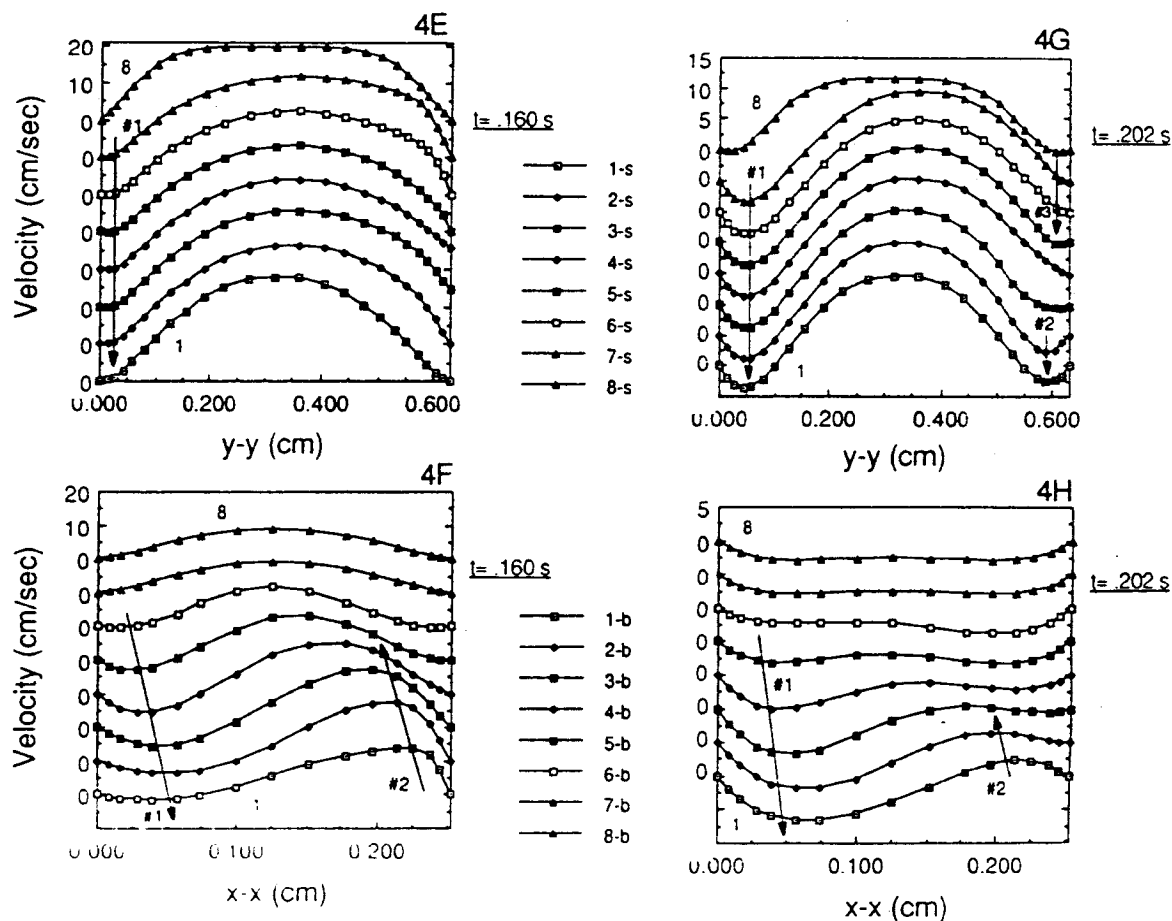 4E
20
10
0
0
0
0
0
0
0
0
8
#1
1
Velocity (cm/sec)
0.000 0.200 0.400 0.600
y-y (cm)
t= .160 s
1-s
2-s
3-s
4-s
5-s
6-s
7-s
8-s
4G
15
10
5
0
0
0
0
0
0
0
0
8
#1
#3
#2
1
0.200 0.400 0.600
y-y (cm)
t= .202 s
4F
20
10
0
0
0
0
0
0
0
0
8
#1
1
#2
Velocity (cm/sec)
0.000 0.100 0.200
x-x (cm)
t= .160 s
1-b
2-b
3-b
4-b
5-b
6-b
7-b
8-b
4H
5
0
0
0
0
0
0
0
0
8
#1
#2
1
0.100 0.200
x-x (cm)
t= .202 s